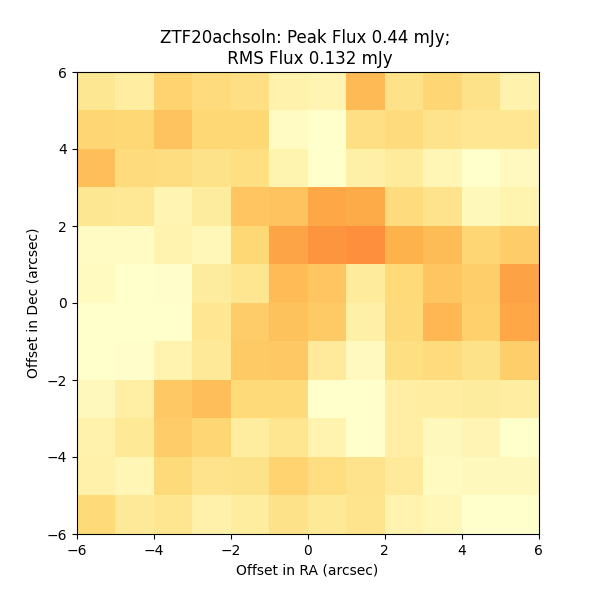 ZTF20achsoln: Peak Flux 0.44 mJy;
RMS Flux 0.132 mJy
6
4
2
0
−2
−4
−6
Offset in Dec (arcsec)
−6 −4 −2 0 2 4 6
Offset in RA (arcsec)